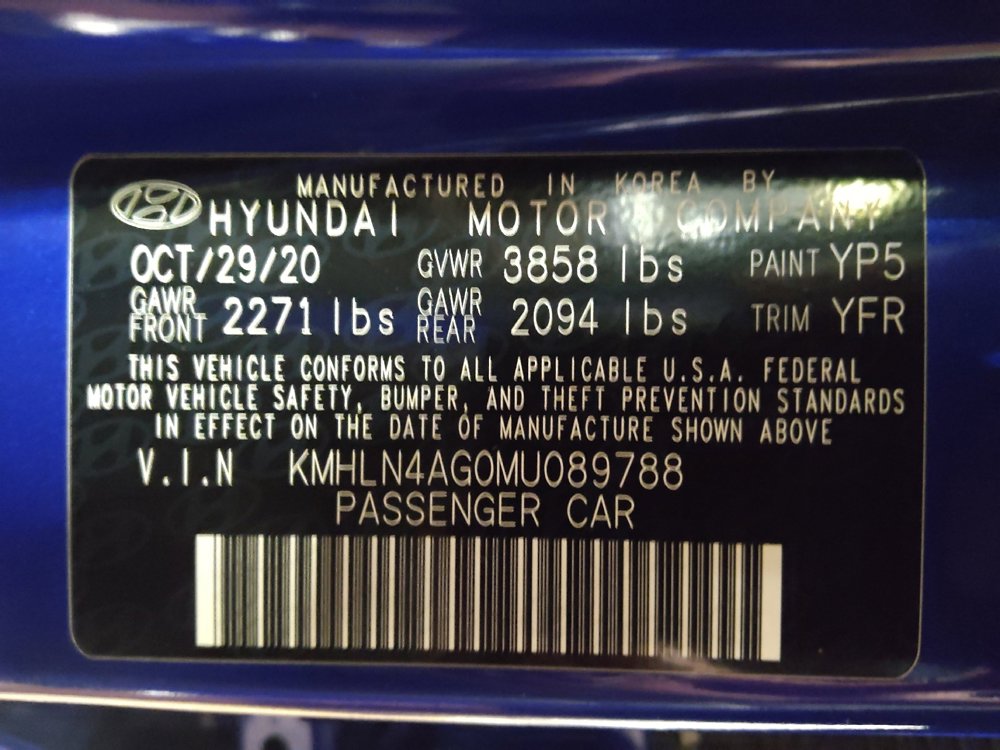 MANUFACTURED IN KOREA BY
HYUNDAI MOTOR COMPANY
OCT/29/20 GVWR 3858 lbs PAINT YP5
GAWR FRONT 2271 lbs GAWR REAR 2094 lbs TRIM YFR
THIS VEHICLE CONFORMS TO ALL APPLICABLE U.S.A. FEDERAL
MOTOR VEHICLE SAFETY, BUMPER, AND THEFT PREVENTION STANDARDS
IN EFFECT ON THE DATE OF MANUFACTURE SHOWN ABOVE
V.I.N KMHLN4AG0MU089788
PASSENGER CAR